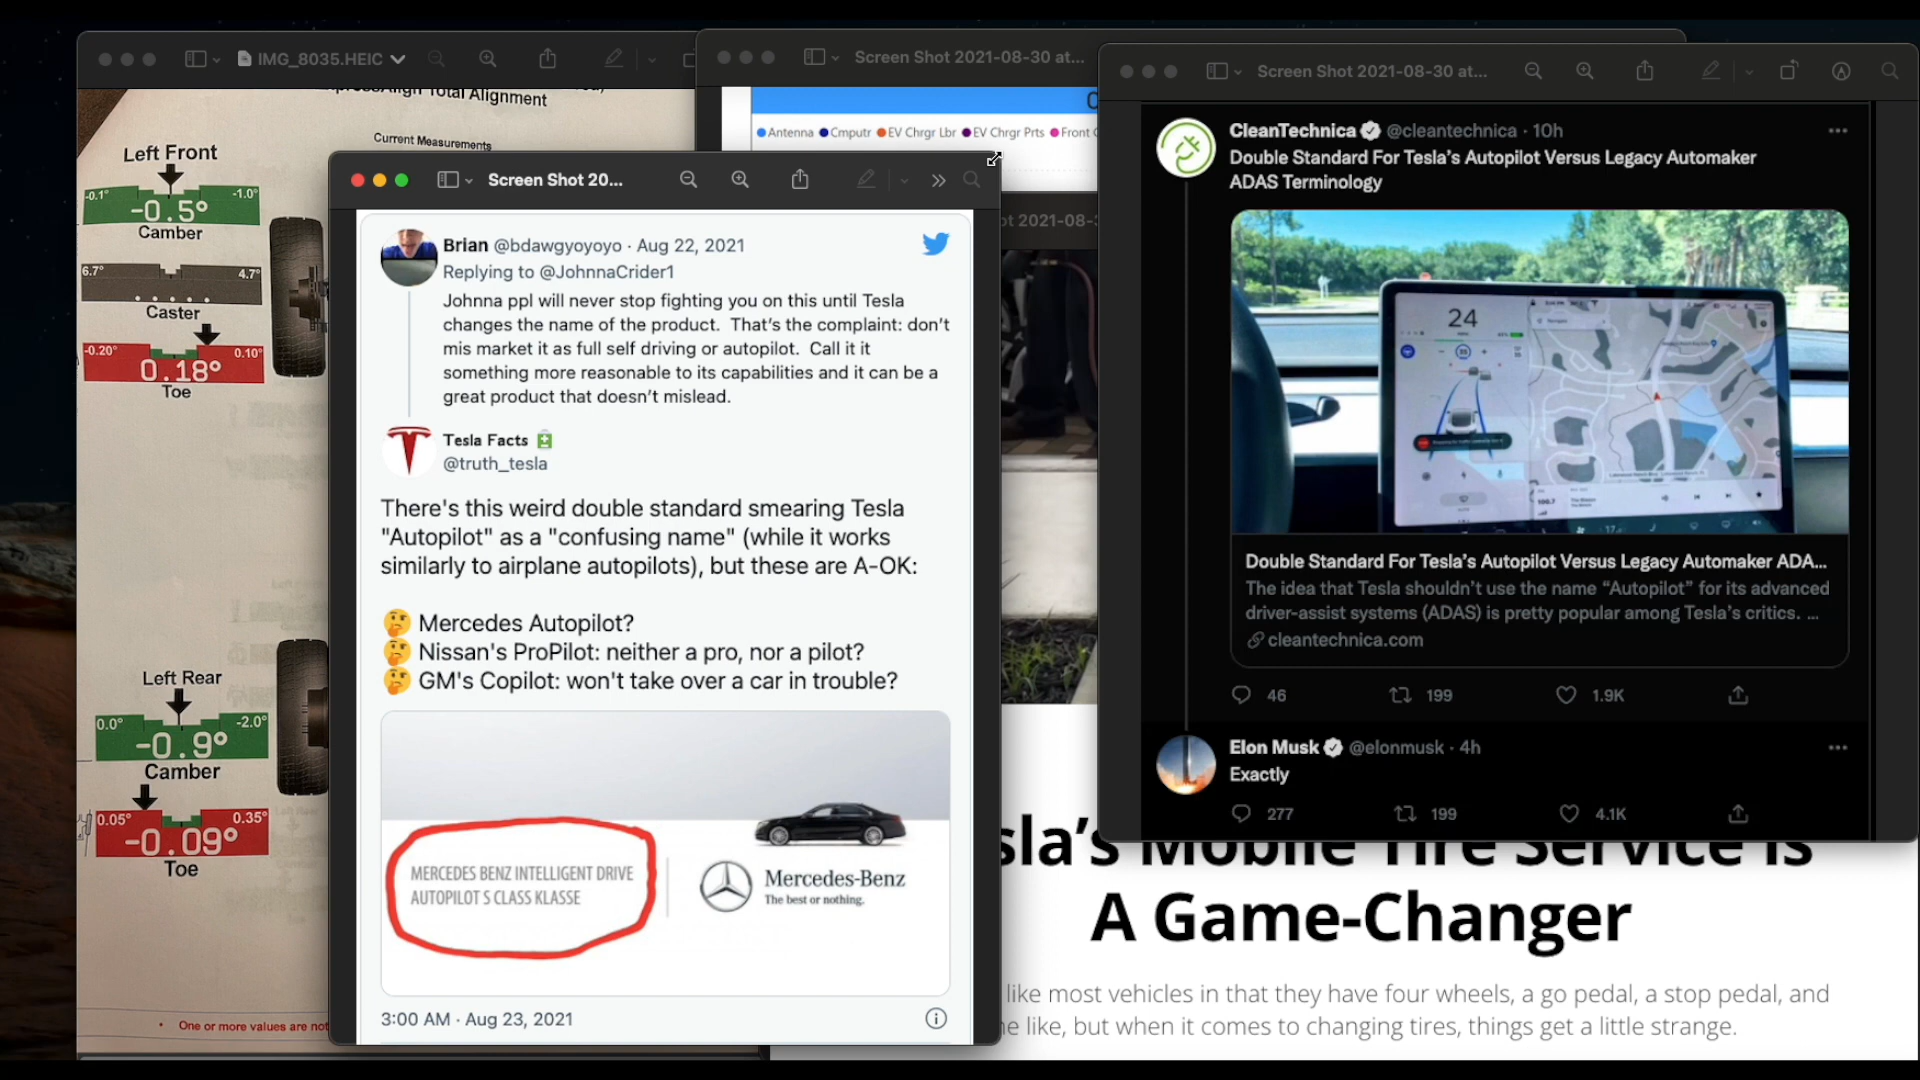 IMG_8035.HEIC
Total Alignment
Current Measurements
Left Front
-0.1°
-1.0°
-0.5°
Camber
6.7°
4.7°
Caster
-0.20°
0.10°
0.18°
Toe
Left Rear
0.0°
-2.0°
-0.9°
Camber
0.05°
0.35°
-0.09°
Toe
One or more values are not
Screen Shot 2021-08-30 at...
Antenna Cmputr EV Chrgr Lbr EV Chrgr Prts Front
Screen Shot 20...
Brian @bdawgyoyoyo · Aug 22, 2021
Replying to @JohnnaCrider1
Johnna ppl will never stop fighting you on this until Tesla
changes the name of the product. That's the complaint: don't
mis market it as full self driving or autopilot. Call it it
something more reasonable to its capabilities and it can be a
great product that doesn't mislead.
Tesla Facts
@truth_tesla
There's this weird double standard smearing Tesla
"Autopilot" as a "confusing name" (while it works
similarly to airplane autopilots), but these are A-OK:
🤔 Mercedes Autopilot?
🤔 Nissan's ProPilot: neither a pro, nor a pilot?
🤔 GM's Copilot: won't take over a car in trouble?
MERCEDES BENZ INTELLIGENT DRIVE
AUTOPILOT S CLASS KLASSE
Mercedes-Benz
The best or nothing.
3:00 AM · Aug 23, 2021
2021-08-3
Screen Shot 2021-08-30 at...
CleanTechnica @cleantechnica · 10h
Double Standard For Tesla's Autopilot Versus Legacy Automaker
ADAS Terminology
24
Double Standard For Tesla's Autopilot Versus Legacy Automaker ADA...
The idea that Tesla shouldn't use the name "Autopilot" for its advanced
driver-assist systems (ADAS) is pretty popular among Tesla's critics. ...
cleantechnica.com
46 199 1.9K
Elon Musk @elonmusk · 4h
Exactly
277 199 4.1K
sla's Mobile Tire Service Is
A Game-Changer
like most vehicles in that they have four wheels, a go pedal, a stop pedal, and
like, but when it comes to changing tires, things get a little strange.